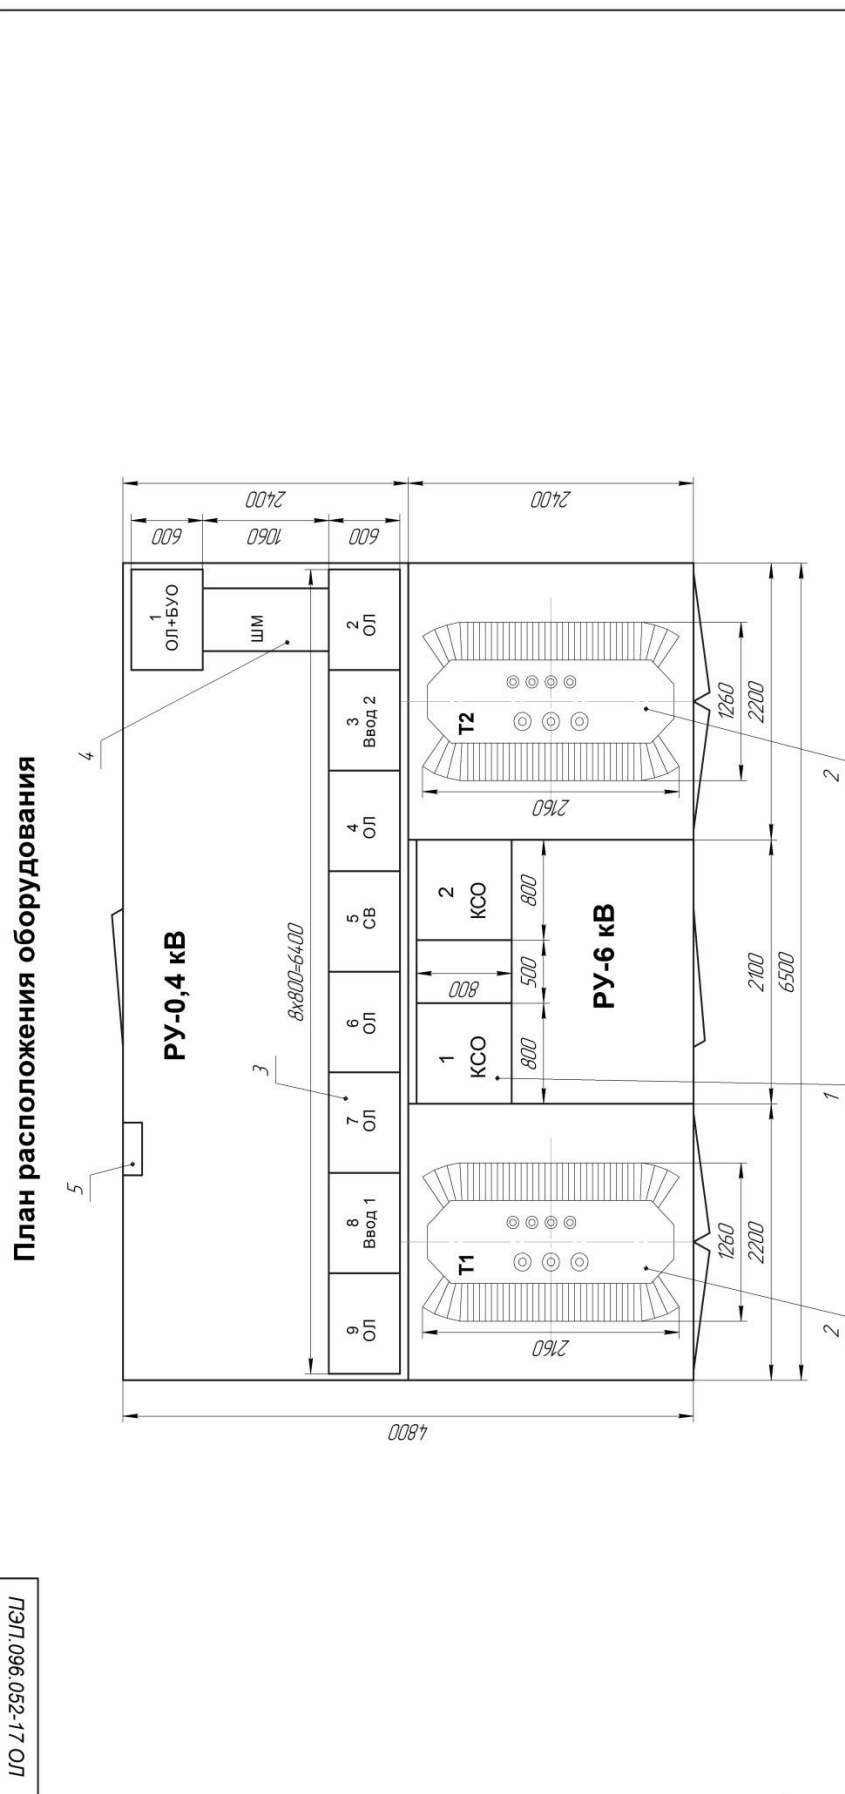 План расположения оборудования
5
4
РУ-0,4 кВ
1
ОЛ+БУО
600
2400
ШМ
1060
8x800=6400
3
600
9
ОЛ
8
Ввод 1
7
ОЛ
6
ОЛ
5
СВ
4
ОЛ
3
Ввод 2
2
ОЛ
4800
Т1
2160
1260
2200
2
1
КСО
800
2
КСО
800
500
800
РУ-6 кВ
2100
6500
1
Т2
2160
1260
2200
2
2400
ПЭП.096.052-17 ОЛ